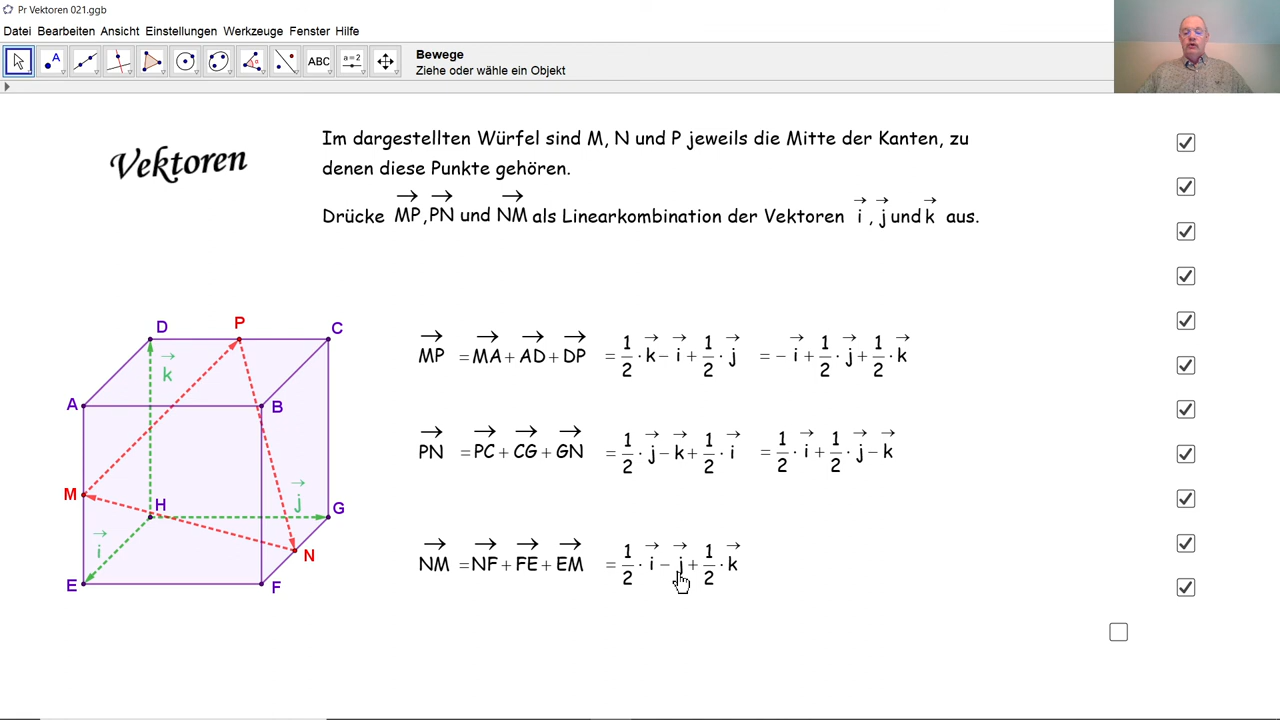 Pr Vektoren 021.ggb
Datei Bearbeiten Ansicht Einstellungen Werkzeuge Fenster Hilfe
A ABC a=2
Bewege
Ziehe oder wähle ein Objekt
Vektoren
Im dargestellten Würfel sind M, N und P jeweils die Mitte der Kanten, zu
denen diese Punkte gehören.
Drücke MP⃗, PN⃗ und NM⃗ als Linearkombination der Vektoren i⃗, j⃗ und k⃗ aus.
D P C
k⃗
A B
M
H j⃗ G
i⃗ N
E F
MP⃗ = MA⃗ + AD⃗ + DP⃗ = 1/2 · k⃗ − i⃗ + 1/2 · j⃗ = − i⃗ + 1/2 · j⃗ + 1/2 · k⃗
PN⃗ = PC⃗ + CG⃗ + GN⃗ = 1/2 · j⃗ − k⃗ + 1/2 · i⃗ = 1/2 · i⃗ + 1/2 · j⃗ − k⃗
NM⃗ = NF⃗ + FE⃗ + EM⃗ = 1/2 · i⃗ − j⃗ + 1/2 · k⃗